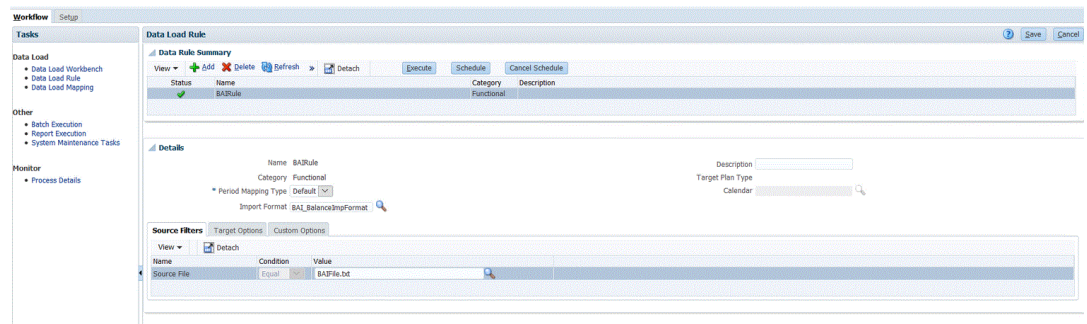 Workflow Setup
Tasks
Data Load
Data Load Workbench
Data Load Rule
Data Load Mapping
Other
Batch Execution
Report Execution
System Maintenance Tasks
Monitor
Process Details
Data Load Rule ? Save Cancel
Data Rule Summary
View Add Delete Refresh » Detach Execute Schedule Cancel Schedule
Status Name Category Description
BAIRule Functional
Details
Name BAIRule Description
Category Functional Target Plan Type
* Period Mapping Type Default Calendar
Import Format BAI_BalanceImpFormat
Source Filters Target Options Custom Options
View Detach
Name Condition Value
Source File Equal BAIFile.txt